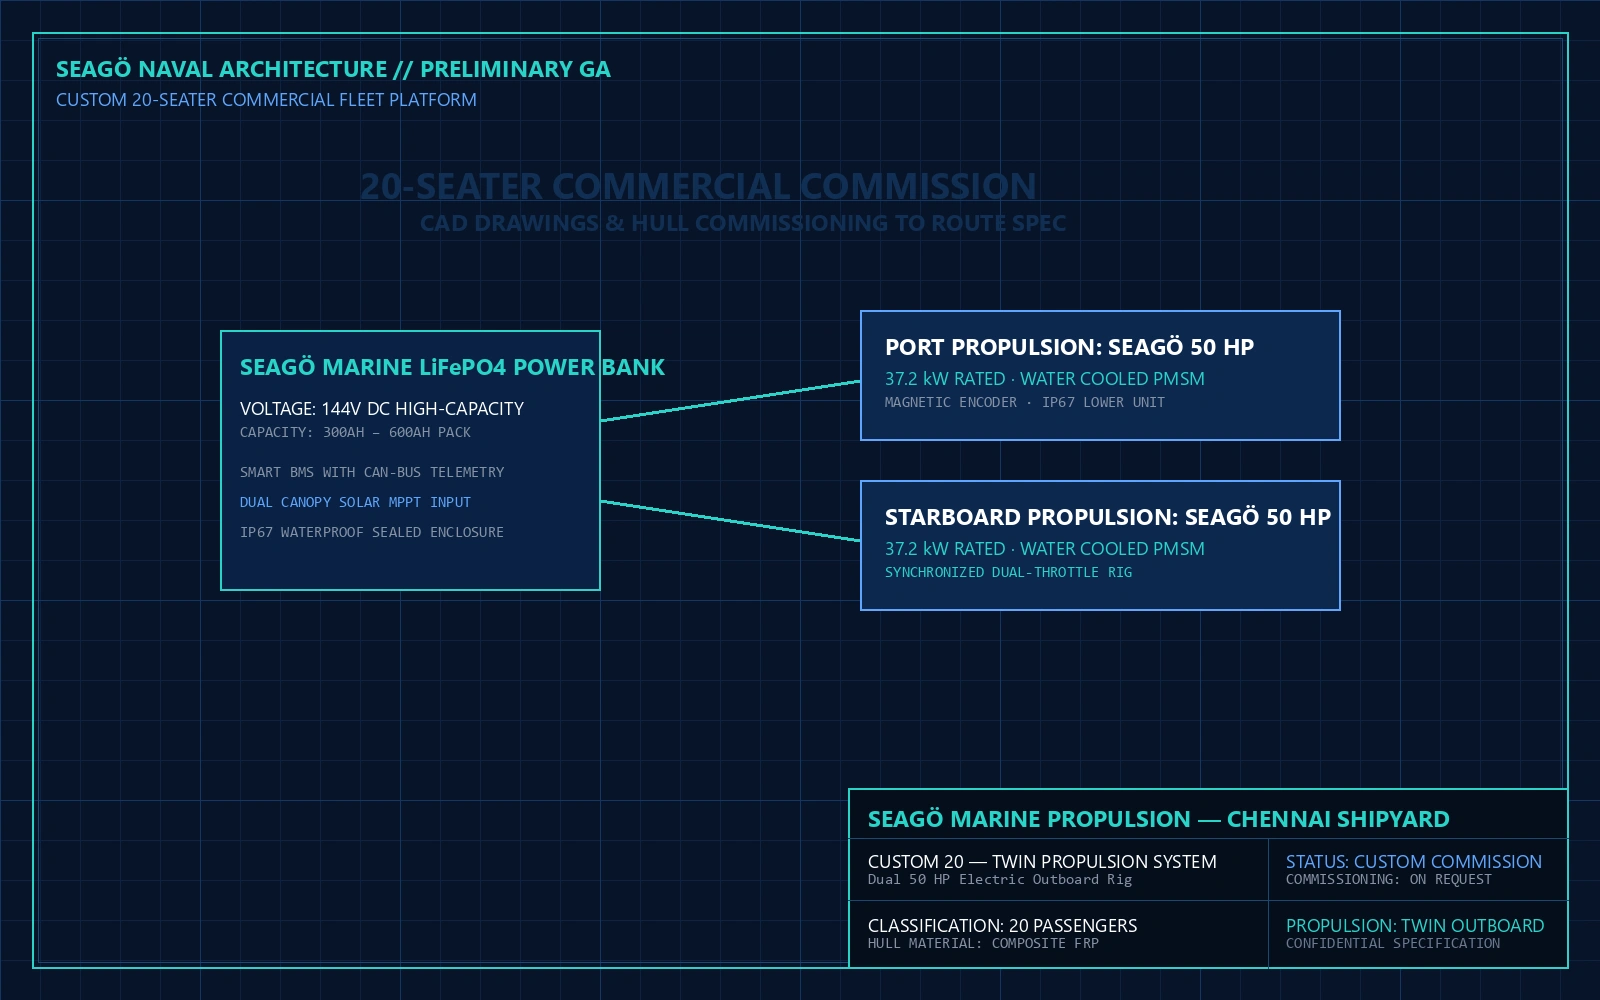 SEAGÖ NAVAL ARCHITECTURE // PRELIMINARY GA
CUSTOM 20-SEATER COMMERCIAL FLEET PLATFORM
20-SEATER COMMERCIAL COMMISSION
CAD DRAWINGS & HULL COMMISSIONING TO ROUTE SPEC
SEAGÖ MARINE LiFePO4 POWER BANK
VOLTAGE: 144V DC HIGH-CAPACITY
CAPACITY: 300AH – 600AH PACK
SMART BMS WITH CAN-BUS TELEMETRY
DUAL CANOPY SOLAR MPPT INPUT
IP67 WATERPROOF SEALED ENCLOSURE
PORT PROPULSION: SEAGÖ 50 HP
37.2 kW RATED · WATER COOLED PMSM
MAGNETIC ENCODER · IP67 LOWER UNIT
STARBOARD PROPULSION: SEAGÖ 50 HP
37.2 kW RATED · WATER COOLED PMSM
SYNCHRONIZED DUAL-THROTTLE RIG
SEAGÖ MARINE PROPULSION — CHENNAI SHIPYARD
CUSTOM 20 — TWIN PROPULSION SYSTEM
Dual 50 HP Electric Outboard Rig
STATUS: CUSTOM COMMISSION
COMMISSIONING: ON REQUEST
CLASSIFICATION: 20 PASSENGERS
HULL MATERIAL: COMPOSITE FRP
PROPULSION: TWIN OUTBOARD
CONFIDENTIAL SPECIFICATION